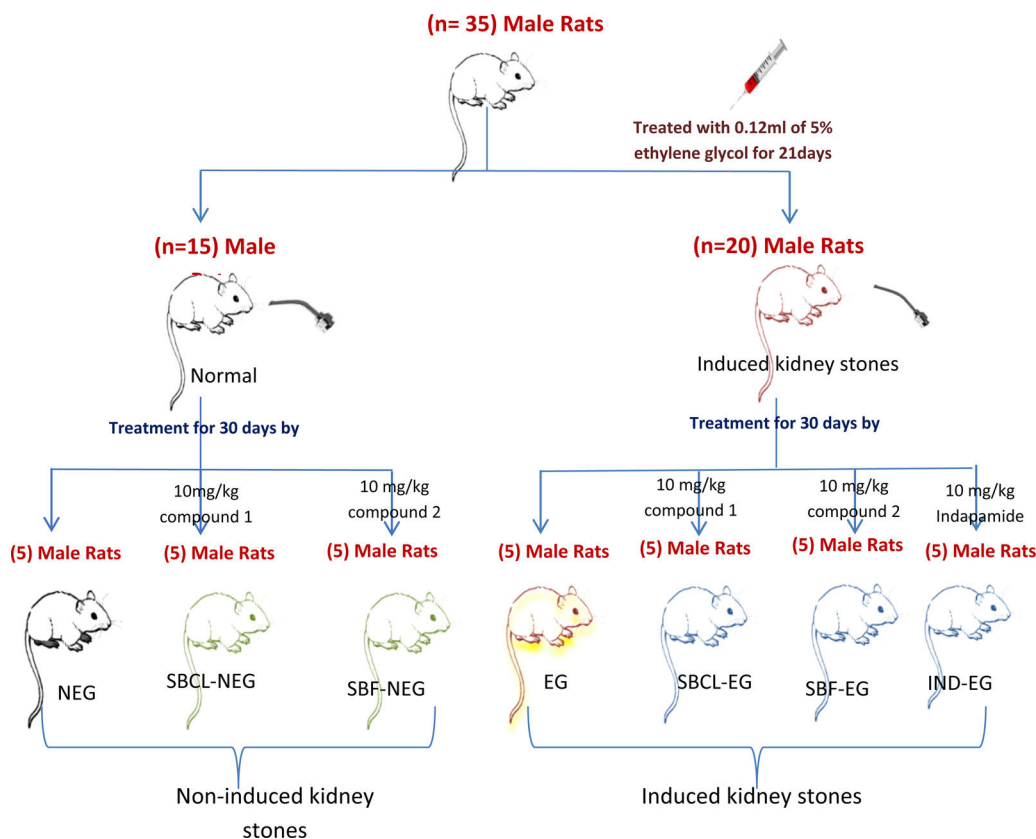 (n= 35) Male Rats
Treated with 0.12ml of 5%
ethylene glycol for 21days
(n=15) Male
(n=20) Male Rats
Normal
Induced kidney stones
Treatment for 30 days by
Treatment for 30 days by
10mg/kg
compound 1
10 mg/kg
compound 2
10 mg/kg
compound 1
10 mg/kg
compound 2
10 mg/kg
Indapamide
(5) Male Rats
(5) Male Rats
(5) Male Rats
(5) Male Rats
(5) Male Rats
(5) Male Rats
(5) Male Rats
NEG
SBCL-NEG
SBF-NEG
EG
SBCL-EG
SBF-EG
IND-EG
Non-induced kidney
stones
Induced kidney stones